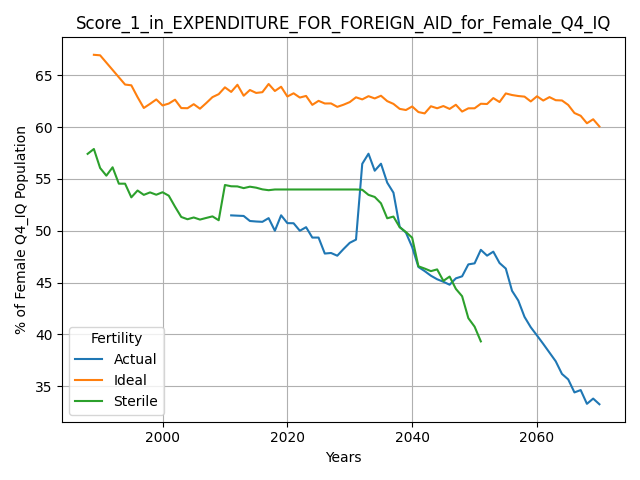 Score_1_in_EXPENDITURE_FOR_FOREIGN_AID_for_Female_Q4_IQ
% of Female Q4_IQ Population
65
60
55
50
45
40
35
Fertility
Actual
Ideal
Sterile
2000
2020
2040
2060
Years